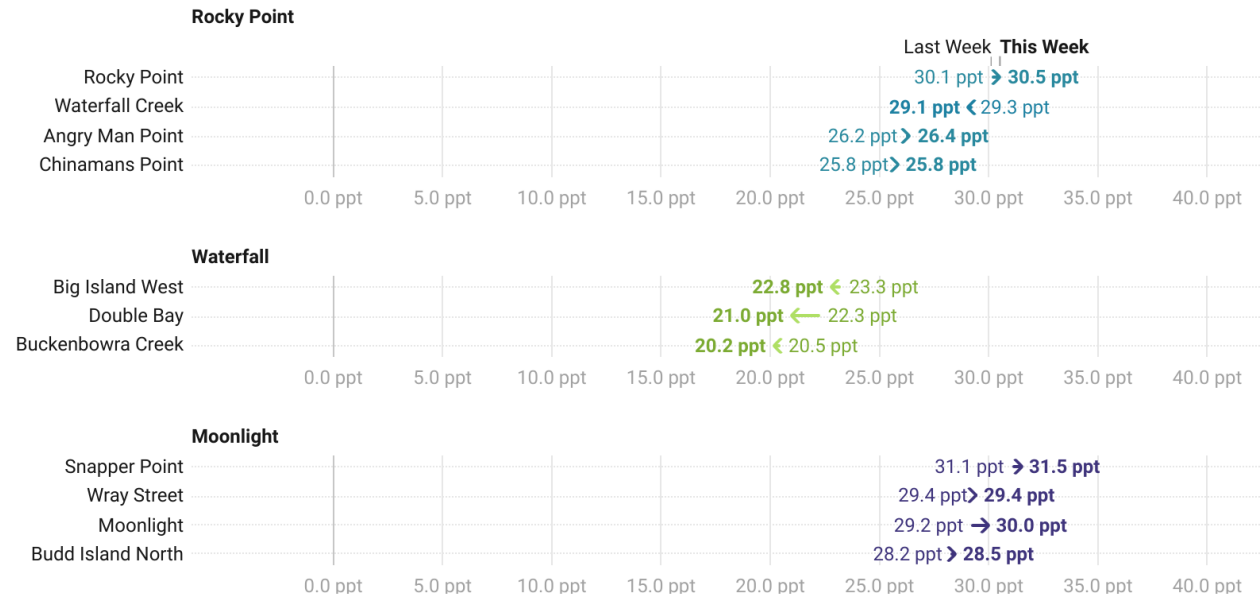 Rocky Point
Last Week This Week
Rocky Point 30.1 ppt 30.5 ppt
Waterfall Creek 29.1 ppt 29.3 ppt
Angry Man Point 26.2 ppt 26.4 ppt
Chinamans Point 25.8 ppt 25.8 ppt
0.0 ppt 5.0 ppt 10.0 ppt 15.0 ppt 20.0 ppt 25.0 ppt 30.0 ppt 35.0 ppt 40.0 ppt
Waterfall
Big Island West 22.8 ppt 23.3 ppt
Double Bay 21.0 ppt 22.3 ppt
Buckenbowra Creek 20.2 ppt 20.5 ppt
0.0 ppt 5.0 ppt 10.0 ppt 15.0 ppt 20.0 ppt 25.0 ppt 30.0 ppt 35.0 ppt 40.0 ppt
Moonlight
Snapper Point 31.1 ppt 31.5 ppt
Wray Street 29.4 ppt 29.4 ppt
Moonlight 29.2 ppt 30.0 ppt
Budd Island North 28.2 ppt 28.5 ppt
0.0 ppt 5.0 ppt 10.0 ppt 15.0 ppt 20.0 ppt 25.0 ppt 30.0 ppt 35.0 ppt 40.0 ppt